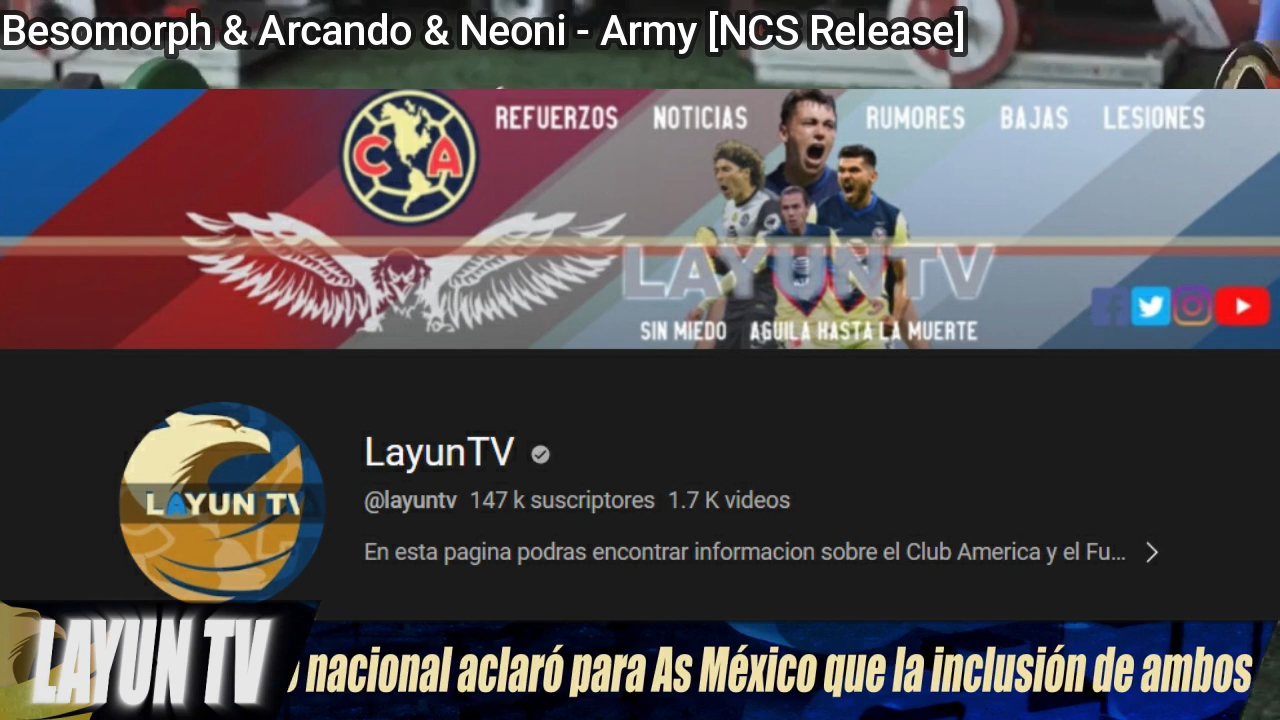 Besomorph & Arcando & Neoni - Army [NCS Release]
REFUERZOS NOTICIAS RUMORES BAJAS LESIONES
C A
LAYUNTV
SIN MIEDO AGUILA HASTA LA MUERTE
LayunTV
@layuntv 147 k suscriptores 1.7 K videos
LAYUN TV
En esta pagina podras encontrar informacion sobre el Club America y el Fu...
LAYUN TV
nacional aclaró para As México que la inclusión de ambos